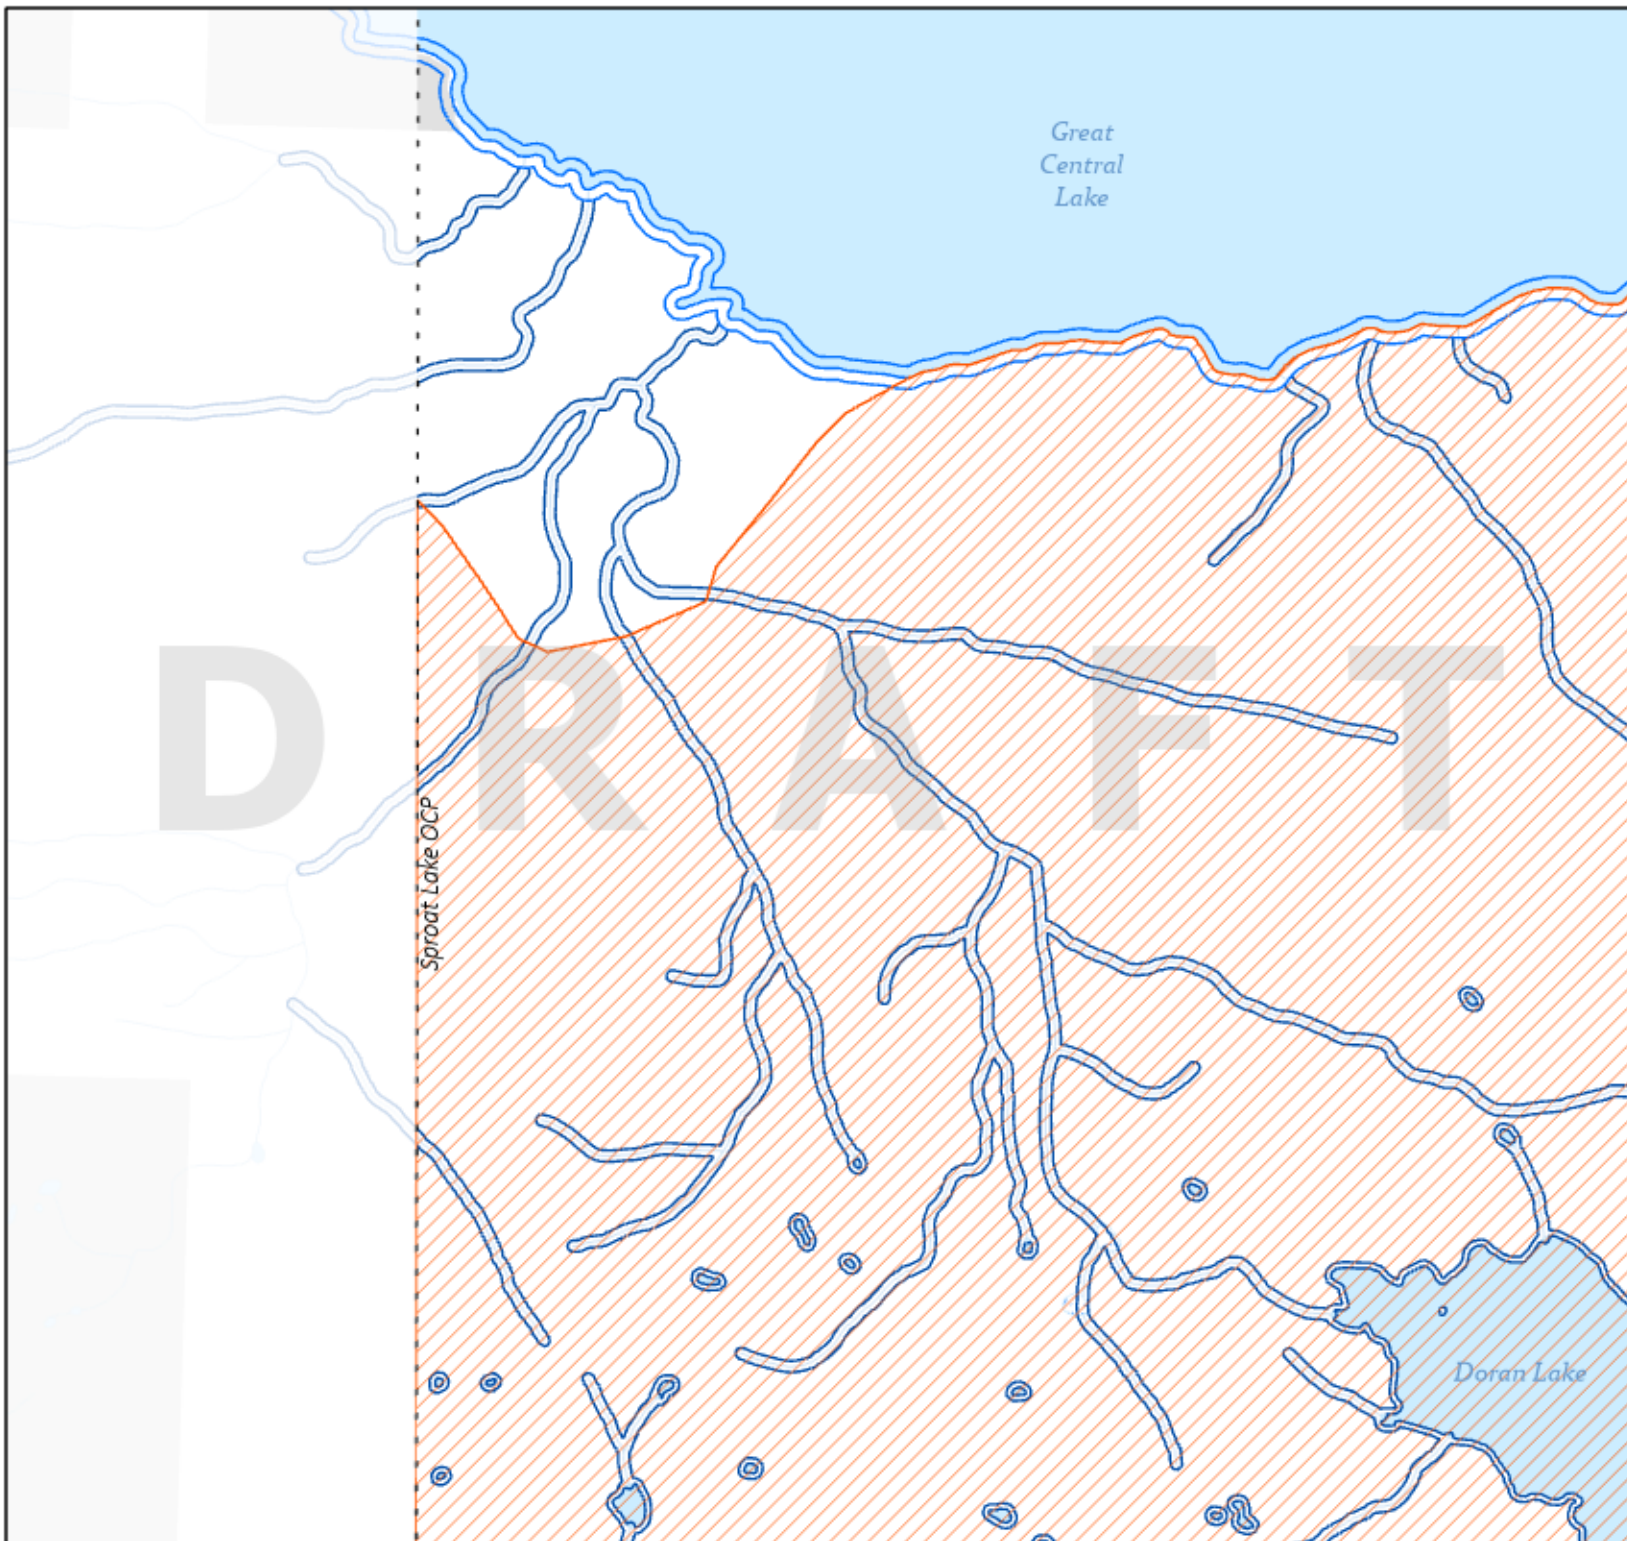 Great
Central
Lake
DRAFT
Sproat Lake OCP
Doran Lake